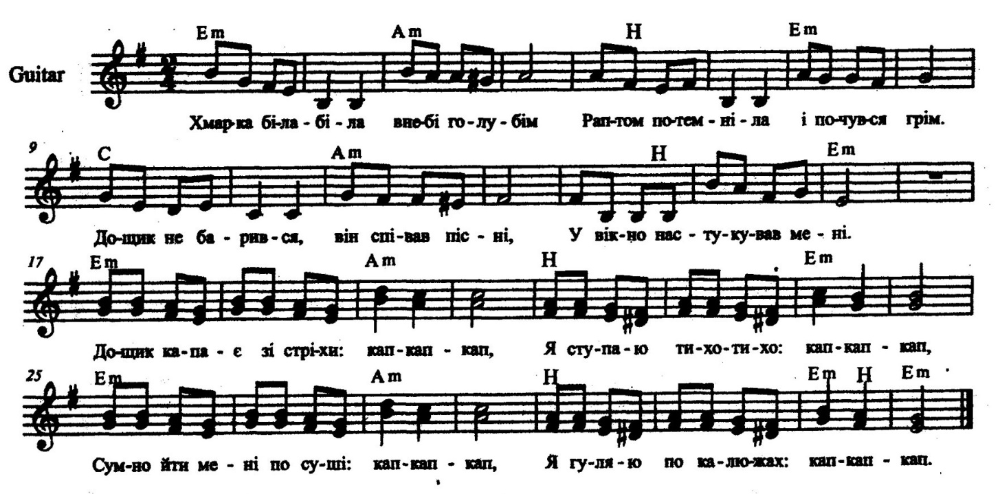 Em Am H Em
Guitar
2
4
Хмар-ка бі-ла - бі - ла вне-бі го-лу-бім Рап-том по-тем-ні-ла і по-чув-ся грім.
9 C Am H Em
До-щик не ба - рив-ся, він спі-вав піс - ні, У вік-но нас - ту-ку-вав ме - ні.
17 Em Am H Em
До-щик ка-па - є зі стрі-хи: кап-кап - кап, Я сту-па-ю ти-хо-ти-хо: кап-кап - кап,
25 Em Am H Em H Em
Сум-но йти ме - ні по су-ші: кап-кап - кап, Я гу-ля-ю по ка-лю-жах: кап-кап - кап.